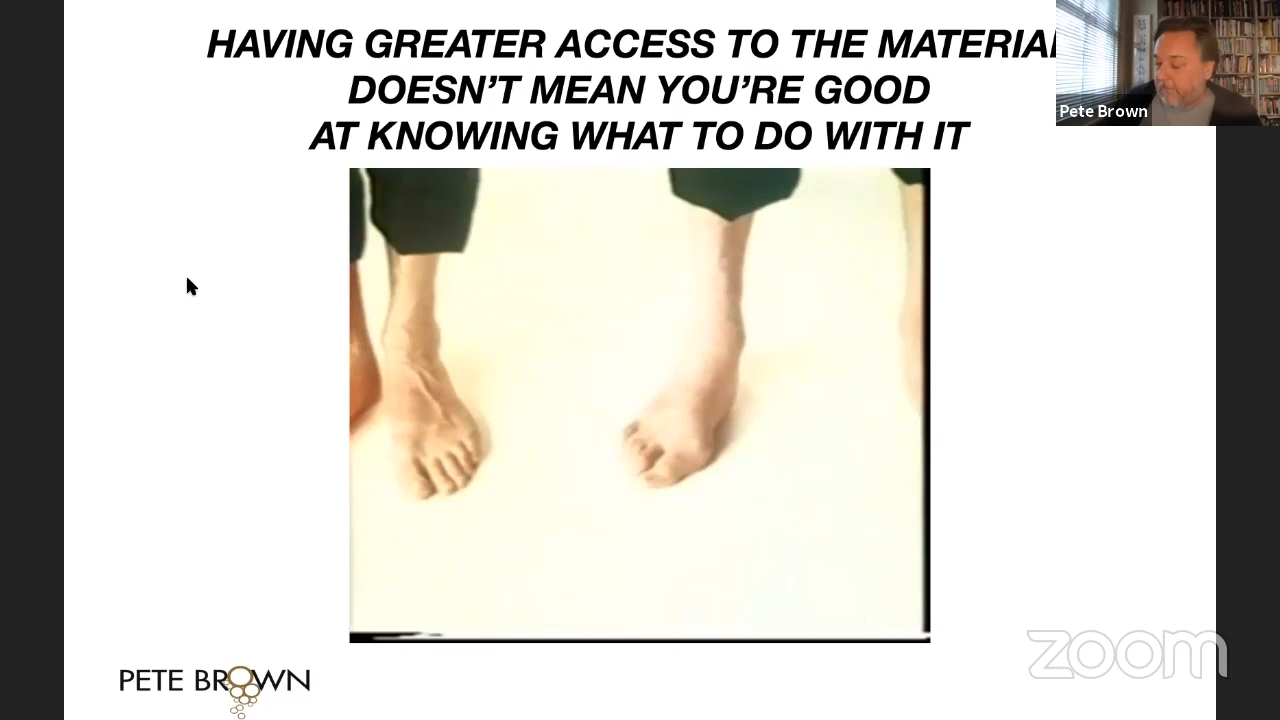 HAVING GREATER ACCESS TO THE MATERIAL
DOESN'T MEAN YOU'RE GOOD
AT KNOWING WHAT TO DO WITH IT
Pete Brown
PETE BROWN
zoom